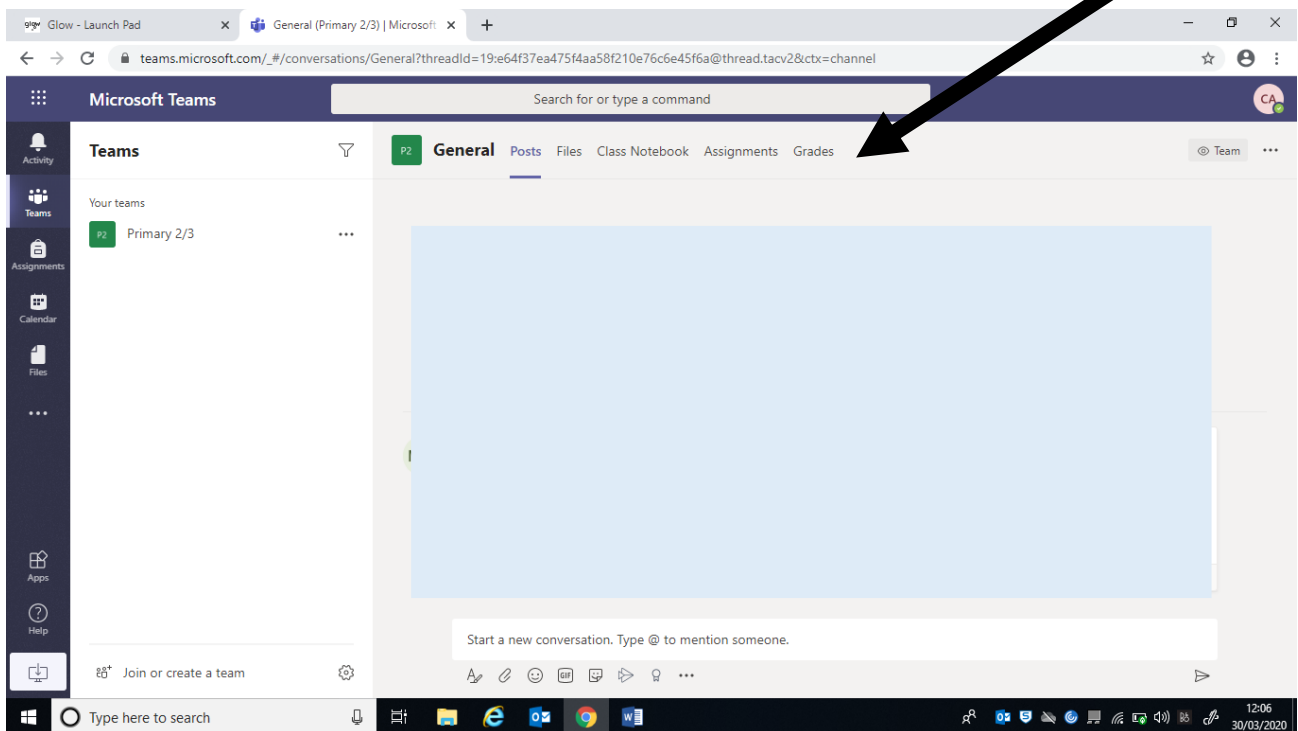 glow Glow - Launch Pad
General (Primary 2/3) | Microsoft
teams.microsoft.com/_#/conversations/General?threadId=19:e64f37ea475f4aa58f210e76c6e45f6a@thread.tacv2&ctx=channel
Microsoft Teams
Search for or type a command
CA
Activity
Teams
Assignments
Calendar
Files
Apps
Help
Teams
Your teams
P2 Primary 2/3
Join or create a team
P2 General Posts Files Class Notebook Assignments Grades
Team
Start a new conversation. Type @ to mention someone.
GIF
Type here to search
12:06
30/03/2020